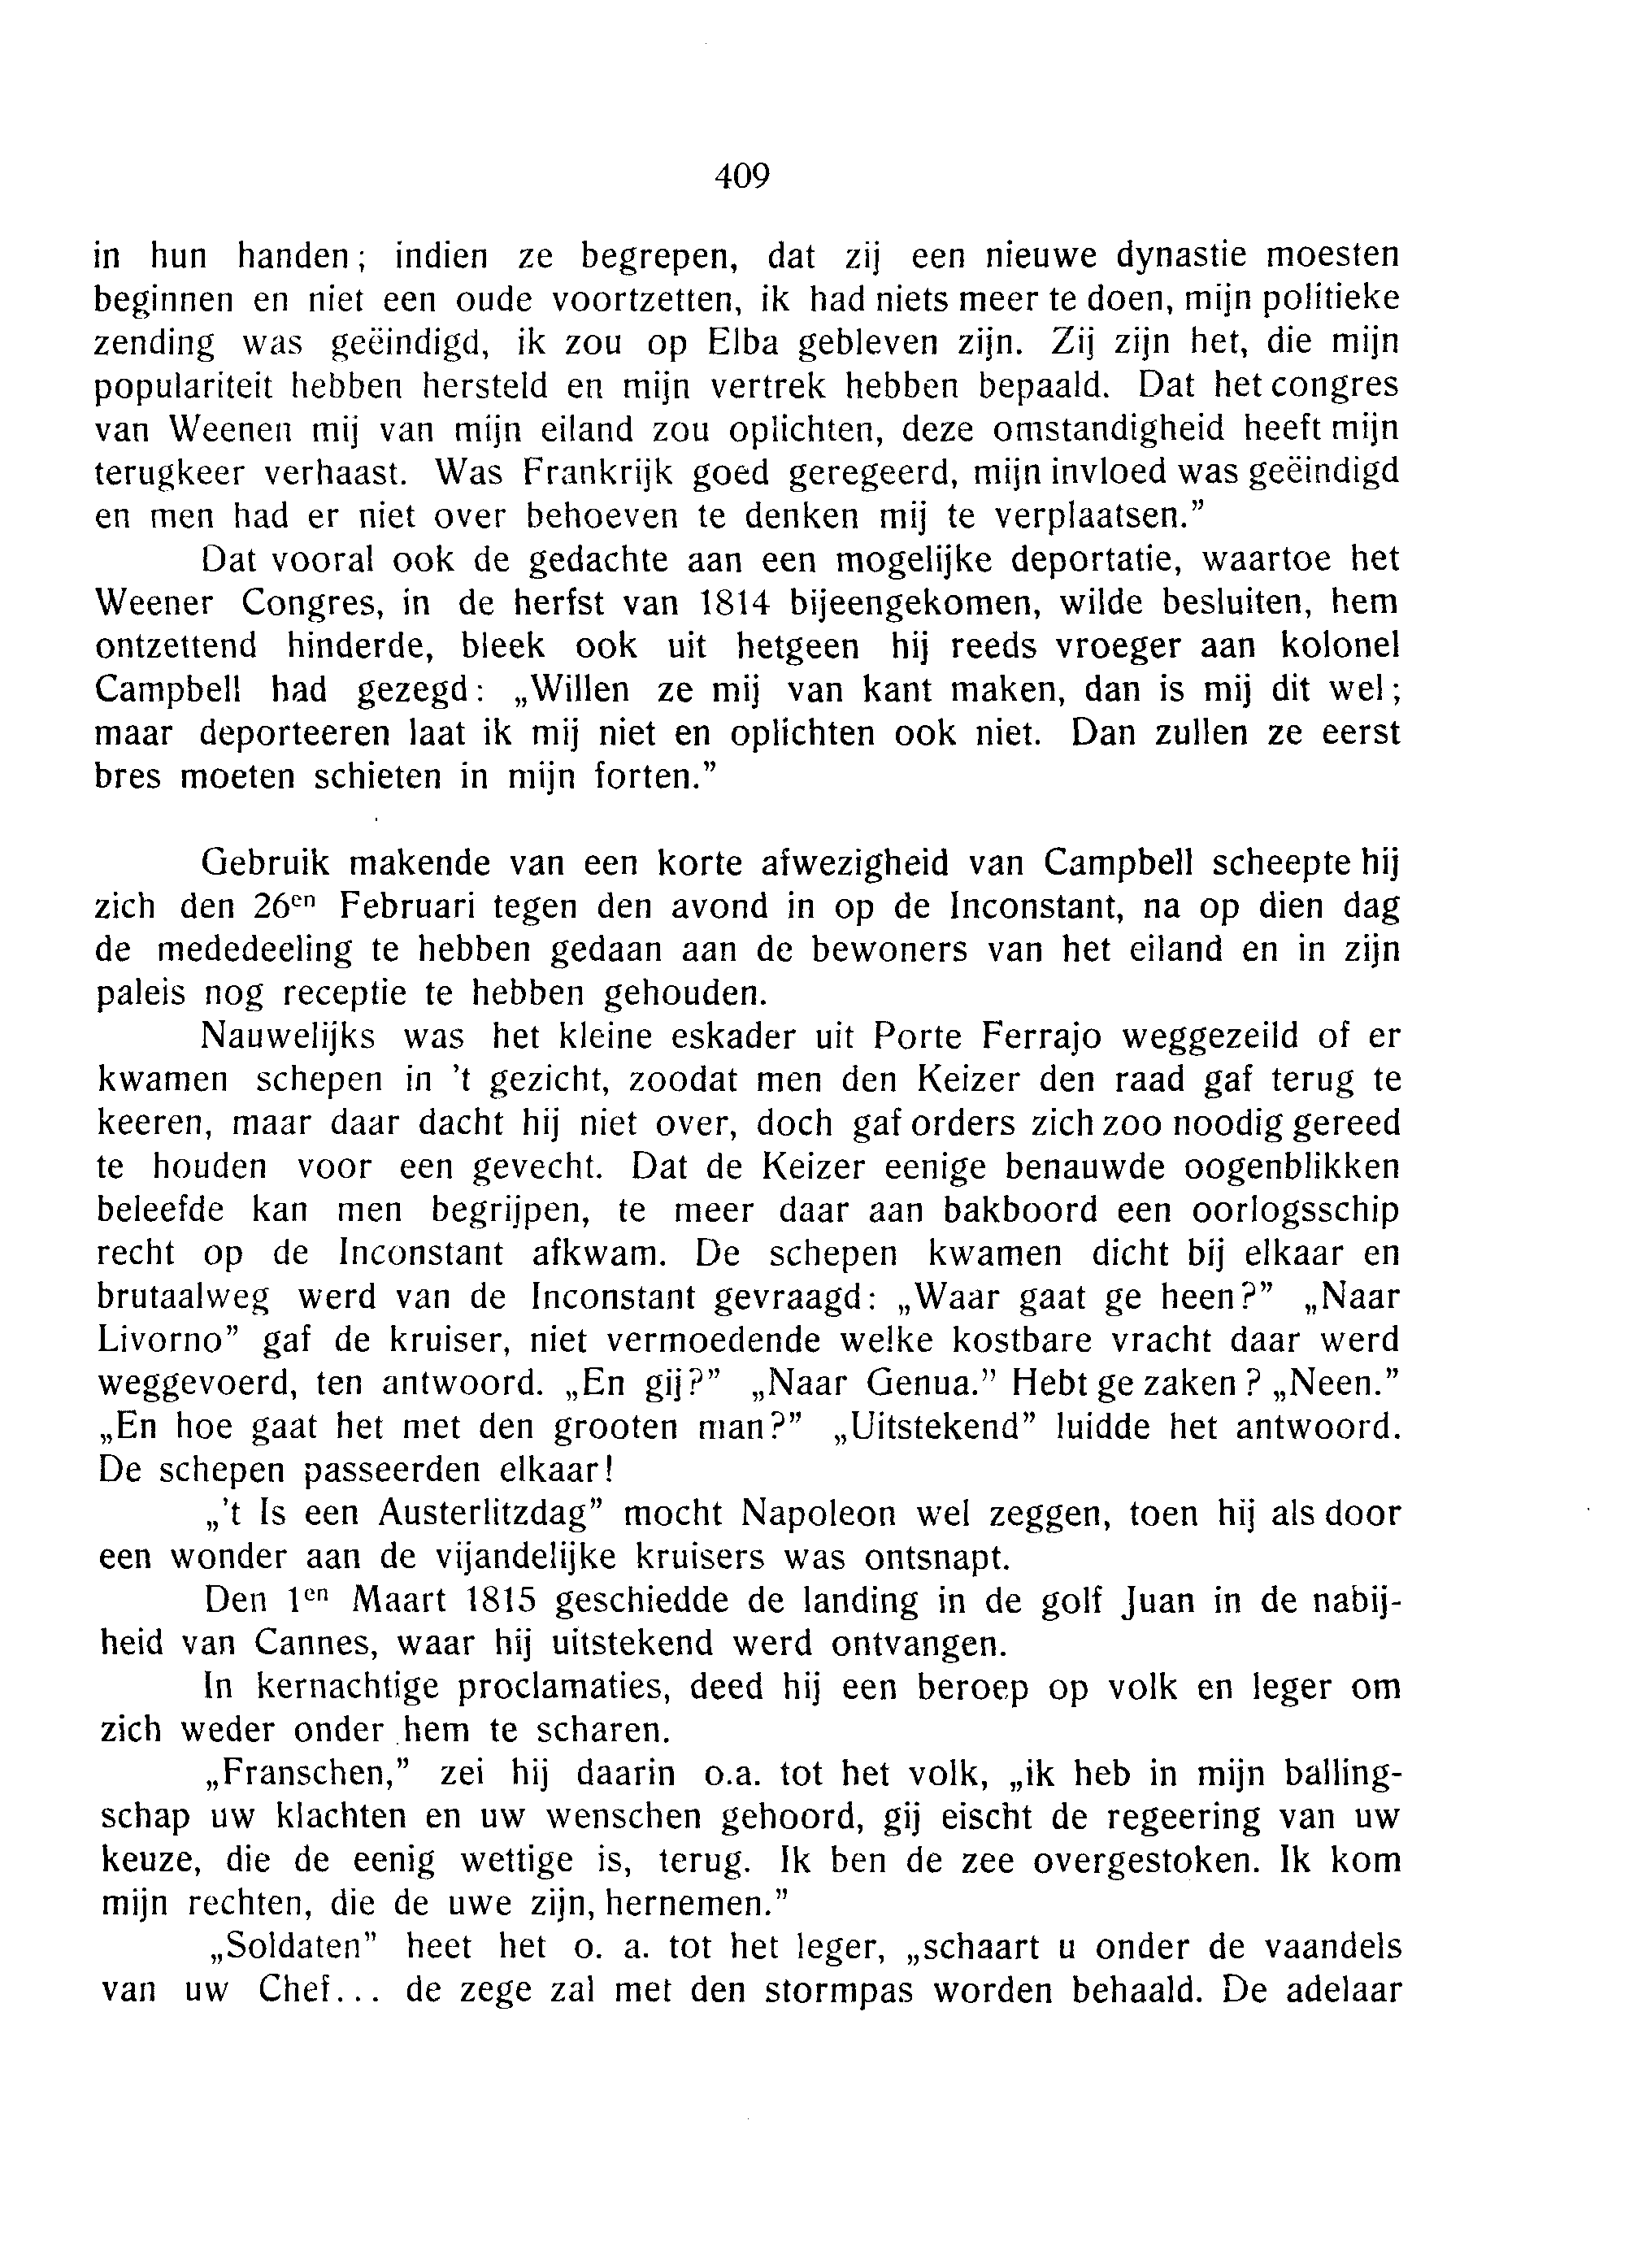 409
in hun handen; indien ze begrepen, dat zij een nieuwe dynastie moesten
beginnen en niet een oude voortzetten, ik had niets meer te doen, mijn politieke
zending was geëindigd, ik zou op Elba gebleven zijn. Zij zijn het, die mijn
populariteit hebben hersteld en mijn vertrek hebben bepaald. Dat het congres
van Weenen mij van mijn eiland zou oplichten, deze omstandigheid heeft mijn
terugkeer verhaast. Was Frankrijk goed geregeerd, mijn invloed was geëindigd
en men had er niet over behoeven te denken mij te verplaatsen.”
Dat vooral ook de gedachte aan een mogelijke deportatie, waartoe het
Weener Congres, in de herfst van 1814 bijeengekomen, wilde besluiten, hem
ontzettend hinderde, bleek ook uit hetgeen hij reeds vroeger aan kolonel
Campbell had gezegd: „Willen ze mij van kant maken, dan is mij dit wel;
maar deporteeren laat ik mij niet en oplichten ook niet. Dan zullen ze eerst
bres moeten schieten in mijn forten.”
Gebruik makende van een korte afwezigheid van Campbell scheepte hij
zich den 26en Februari tegen den avond in op de Inconstant, na op dien dag
de mededeeling te hebben gedaan aan de bewoners van het eiland en in zijn
paleis nog receptie te hebben gehouden.
Nauwelijks was het kleine eskader uit Porte Ferrajo weggezeild of er
kwamen schepen in ’t gezicht, zoodat men den Keizer den raad gaf terug te
keeren, maar daar dacht hij niet over, doch gaf orders zich zoo noodig gereed
te houden voor een gevecht. Dat de Keizer eenige benauwde oogenblikken
beleefde kan men begrijpen, te meer daar aan bakboord een oorlogsschip
recht op de Inconstant afkwam. De schepen kwamen dicht bij elkaar en
brutaalweg werd van de Inconstant gevraagd: „Waar gaat ge heen?” „Naar
Livorno” gaf de kruiser, niet vermoedende welke kostbare vracht daar werd
weggevoerd, ten antwoord. „En gij?” „Naar Genua.” Hebt ge zaken? „Neen.”
„En hoe gaat het met den grooten man?” „Uitstekend” luidde het antwoord.
De schepen passeerden elkaar!
„’t Is een Austerlitzdag” mocht Napoleon wel zeggen, toen hij als door
een wonder aan de vijandelijke kruisers was ontsnapt.
Den 1en Maart 1815 geschiedde de landing in de golf Juan in de nabij-
heid van Cannes, waar hij uitstekend werd ontvangen.
In kernachtige proclamaties, deed hij een beroep op volk en leger om
zich weder onder hem te scharen.
„Franschen,” zei hij daarin o.a. tot het volk, „ik heb in mijn balling-
schap uw klachten en uw wenschen gehoord, gij eischt de regeering van uw
keuze, die de eenig wettige is, terug. Ik ben de zee overgestoken. Ik kom
mijn rechten, die de uwe zijn, hernemen.”
„Soldaten” heet het o. a. tot het leger, „schaart u onder de vaandels
van uw Chef... de zege zal met den stormpas worden behaald. De adelaar